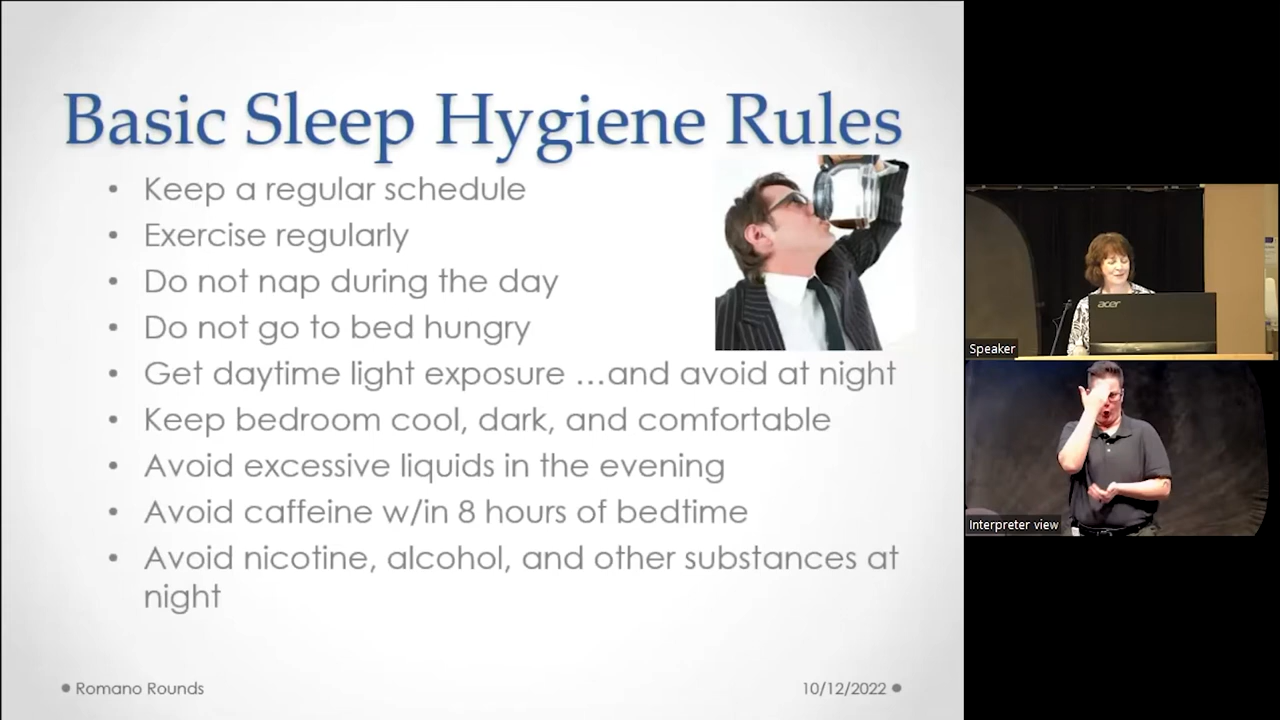 Basic Sleep Hygiene Rules
• Keep a regular schedule
• Exercise regularly
• Do not nap during the day
• Do not go to bed hungry
• Get daytime light exposure ...and avoid at night
• Keep bedroom cool, dark, and comfortable
• Avoid excessive liquids in the evening
• Avoid caffeine w/in 8 hours of bedtime
• Avoid nicotine, alcohol, and other substances at
night
Romano Rounds
10/12/2022
acer
Speaker
Interpreter view